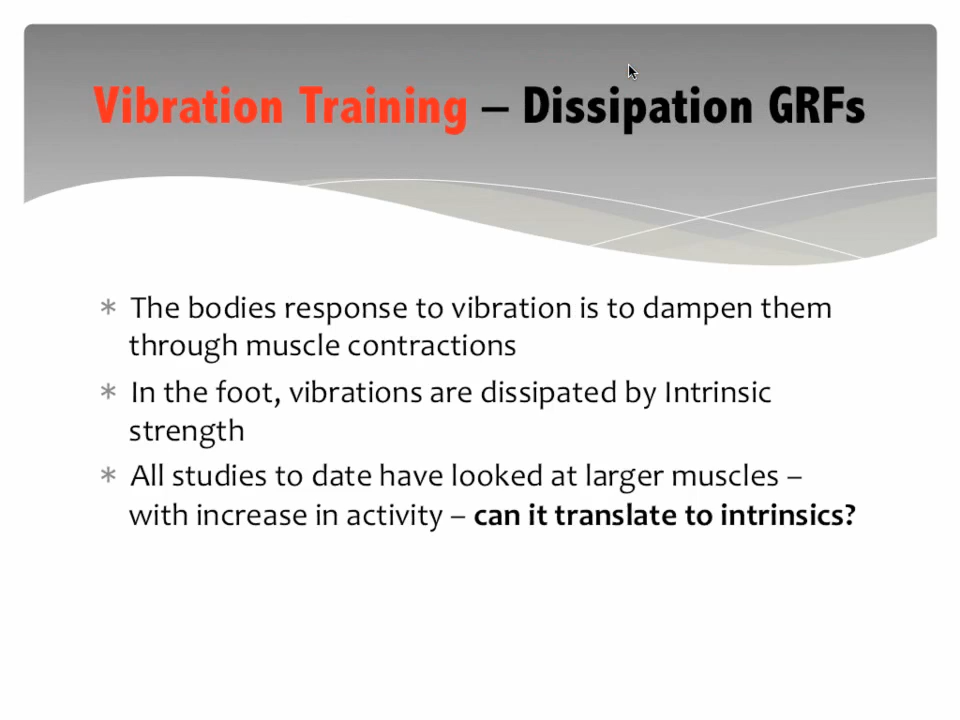 Vibration Training – Dissipation GRFs
* The bodies response to vibration is to dampen them
through muscle contractions
* In the foot, vibrations are dissipated by Intrinsic
strength
* All studies to date have looked at larger muscles –
with increase in activity – can it translate to intrinsics?